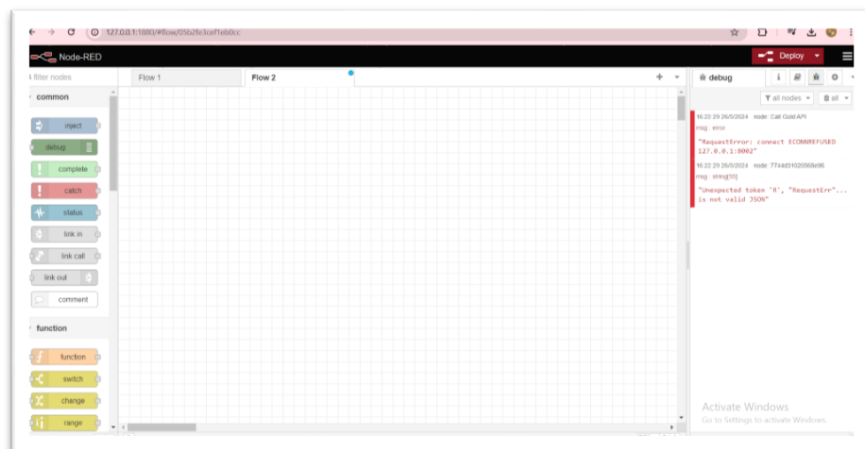 127.0.0.1:1880/#flow/05b2fe3cef1eb0cc
Node-RED
Deploy
filter nodes
Flow 1
Flow 2
debug
all nodes
all
common
inject
debug
complete
catch
status
link in
link call
link out
comment
function
function
switch
change
range
16:22:29 26/5/2024 node: Call Gold API
msg : error
"RequestError: connect ECONNREFUSED
127.0.0.1:8002"
16:22:29 26/5/2024 node:
msg : string[50]
"Unexpected token 'R', "RequestErr"...
is not valid JSON"
Activate Windows
Go to Settings to activate Windows.